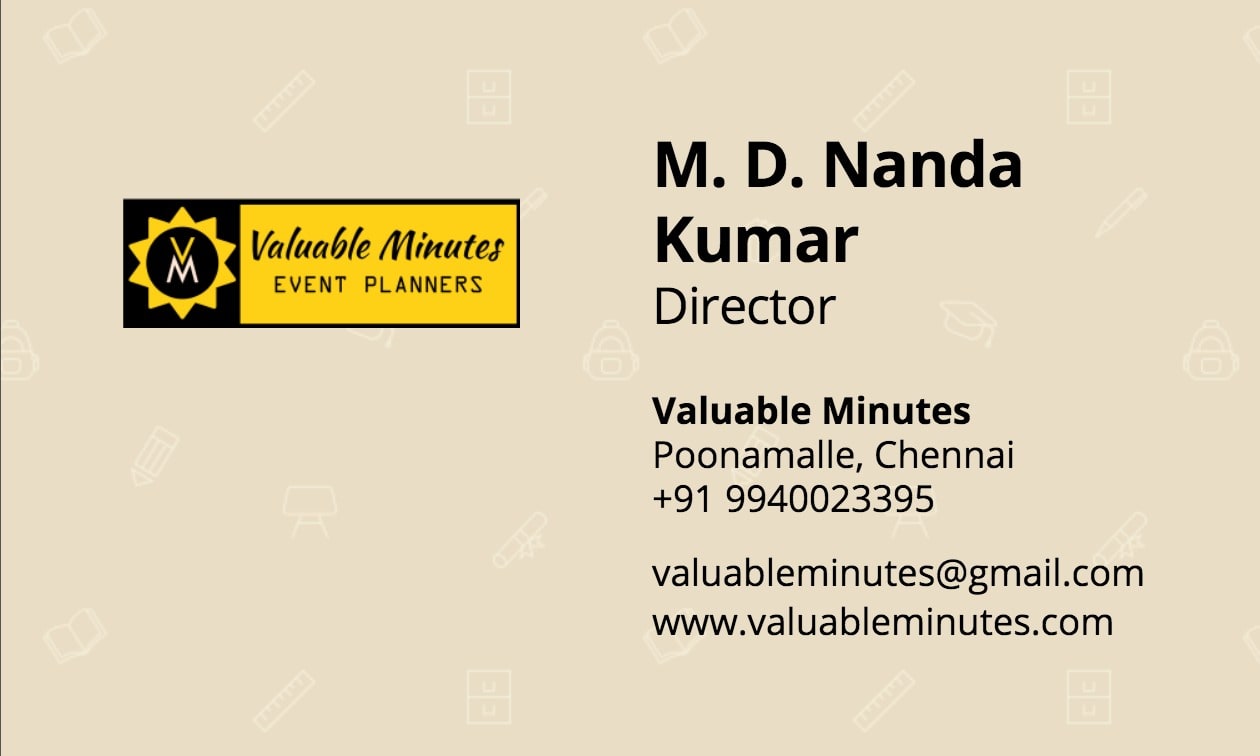 VM
Valuable Minutes
EVENT PLANNERS
M. D. Nanda
Kumar
Director
Valuable Minutes
Poonamalle, Chennai
+91 9940023395
valuableminutes@gmail.com
www.valuableminutes.com